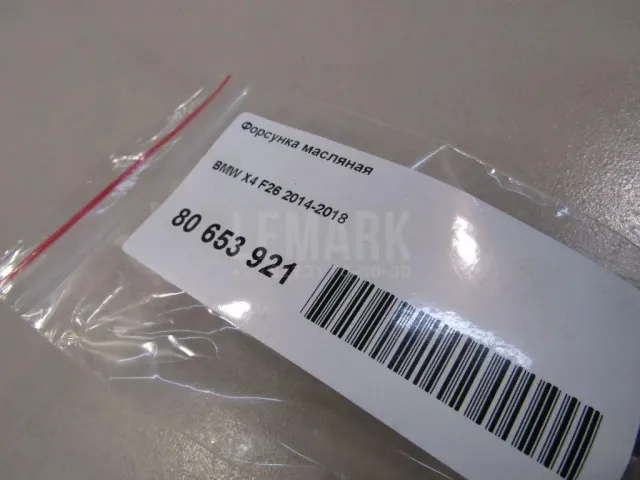 Форсунка масляная
BMW X4 F26 2014-2018
80 653 921
LEMARK